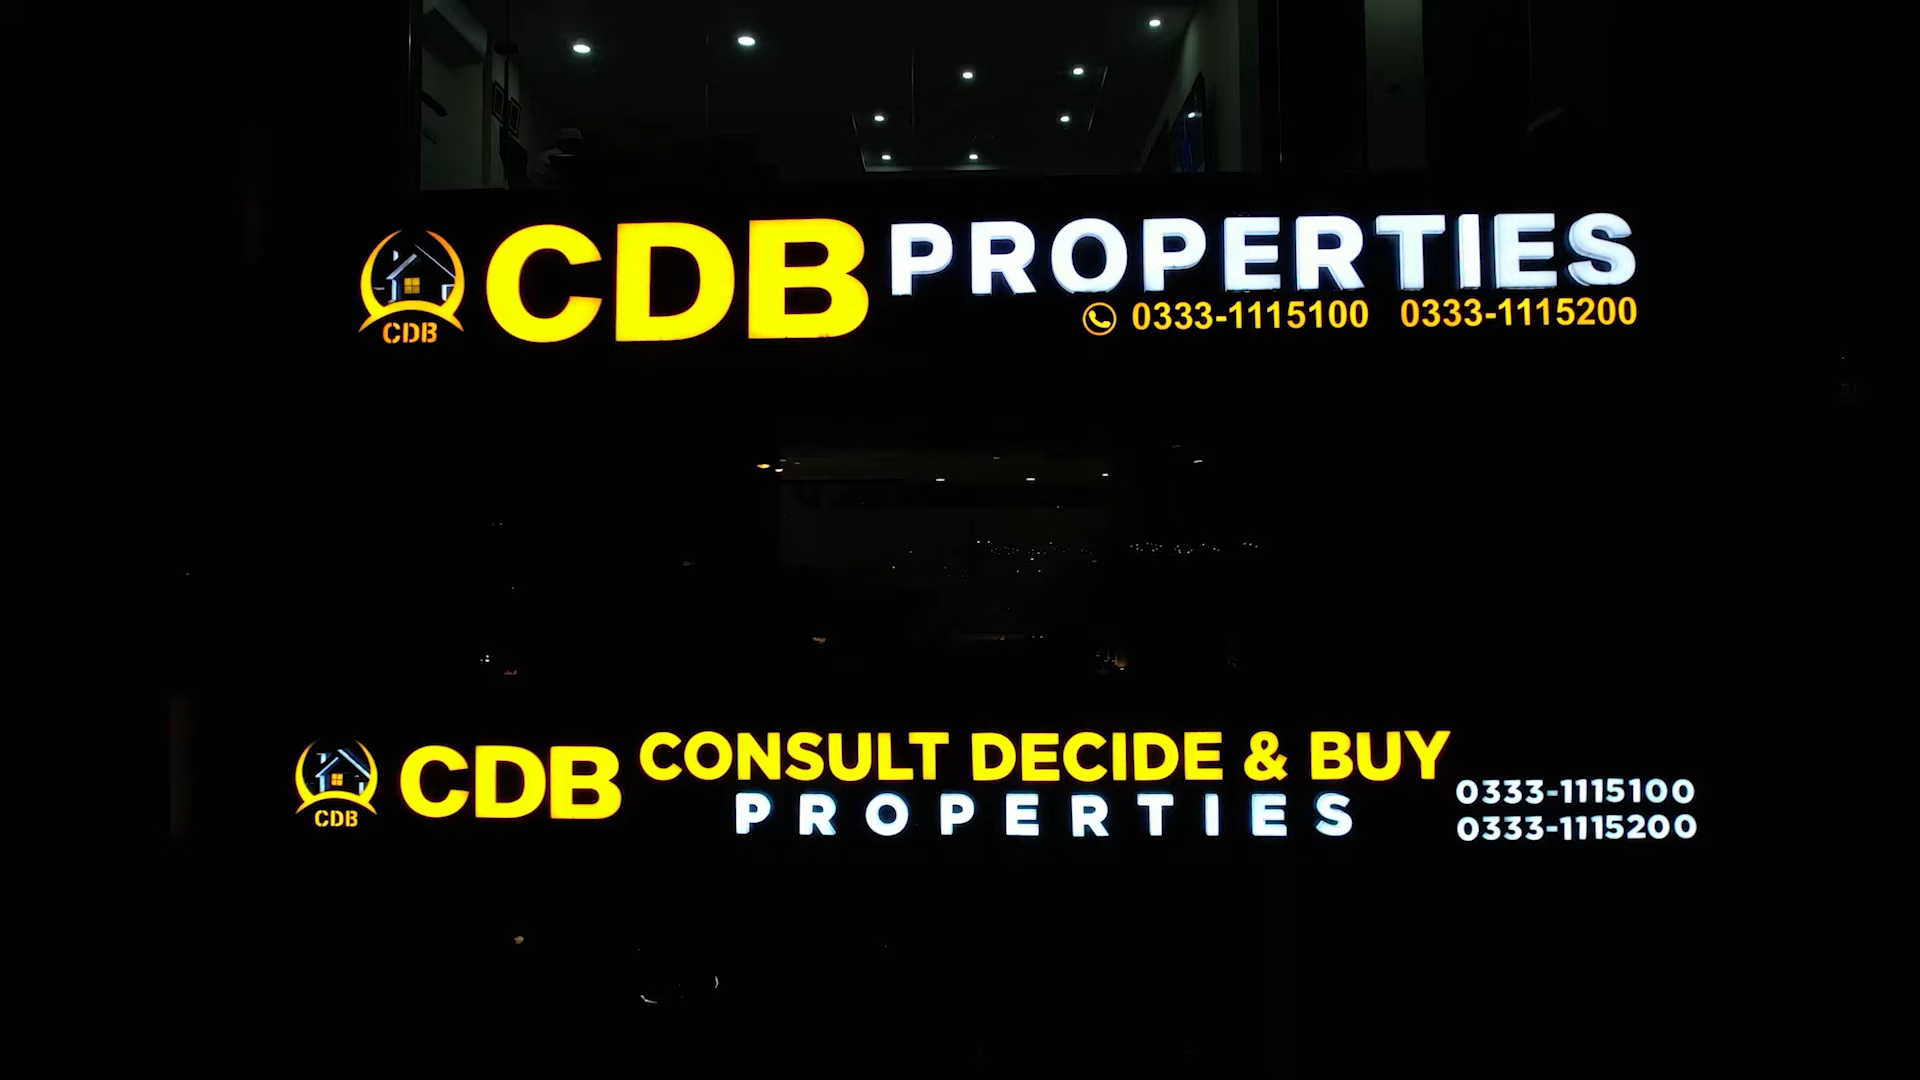 CDB PROPERTIES
CDB
0333-1115100 0333-1115200
CDB CONSULT DECIDE & BUY
PROPERTIES
CDB
0333-1115100
0333-1115200